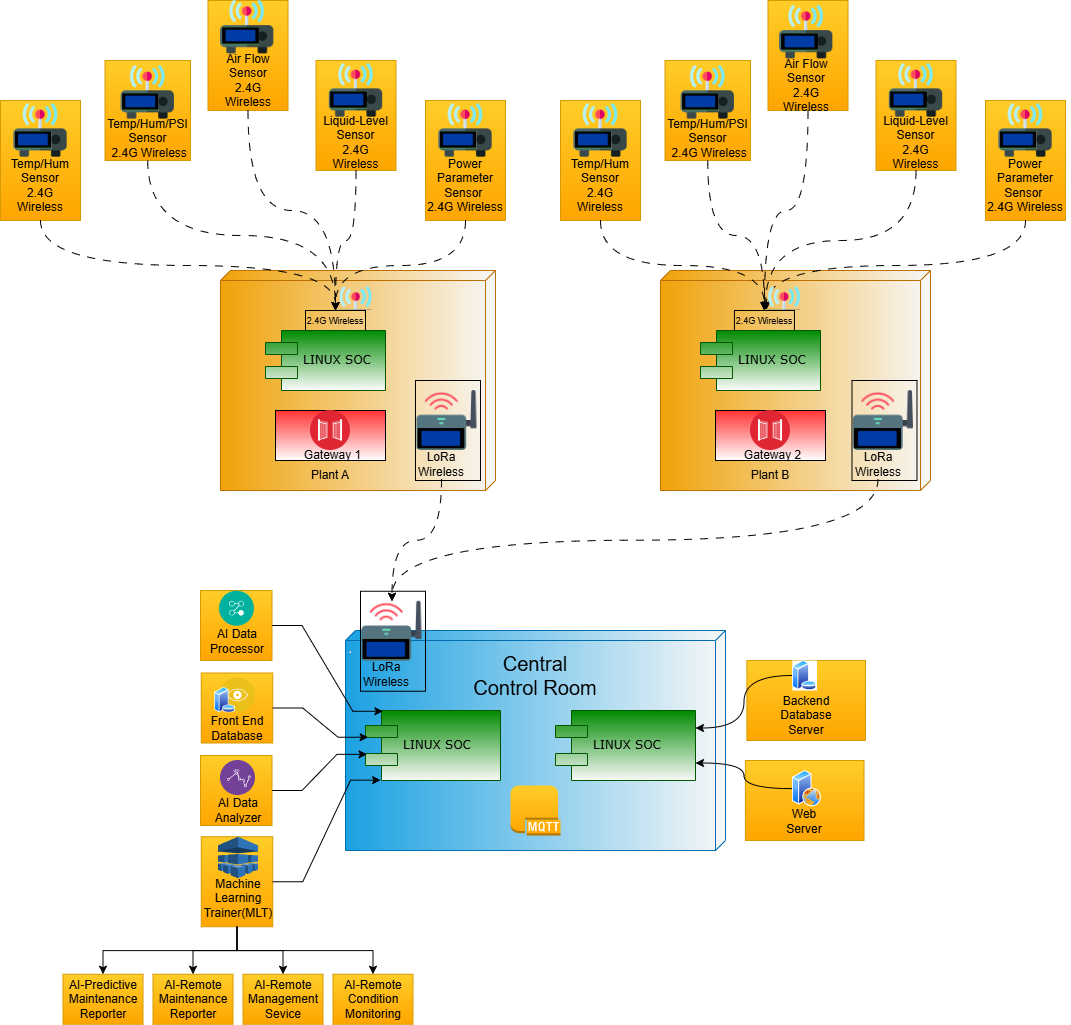 Air Flow
Sensor
2.4G
Wireless
Temp/Hum/PSI
Sensor
2.4G Wireless
Liquid-Level
Sensor
2.4G
Wireless
Temp/Hum
Sensor
2.4G
Wireless
Power
Parameter
Sensor
2.4G Wireless
Air Flow
Sensor
2.4G
Wireless
Temp/Hum/PSI
Sensor
2.4G Wireless
Liquid-Level
Sensor
2.4G
Wireless
Temp/Hum
Sensor
2.4G
Wireless
Power
Parameter
Sensor
2.4G Wireless
2.4G Wireless
LINUX SOC
Gateway 1
Plant A
LoRa
Wireless
2.4G Wireless
LINUX SOC
Gateway 2
Plant B
LoRa
Wireless
LoRa
Wireless
Central
Control Room
LINUX SOC
LINUX SOC
MQTT
AI Data
Processor
Front End
Database
AI Data
Analyzer
Machine
Learning
Trainer(MLT)
Backend
Database
Server
Web
Server
AI-Predictive
Maintenance
Reporter
AI-Remote
Maintenance
Reporter
AI-Remote
Management
Sevice
AI-Remote
Condition
Monitoring